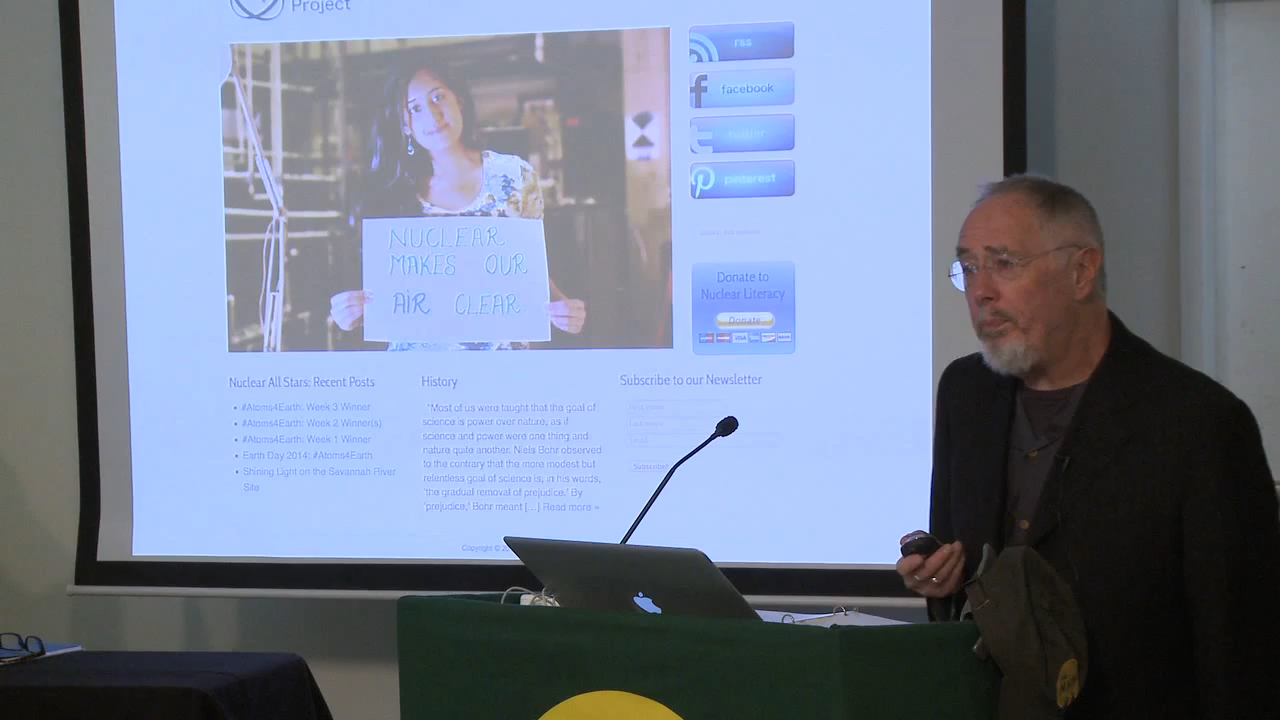 Project
rss
facebook
twitter
pinterest
NUCLEAR
MAKES OUR
AiR CLEAR
Donate to
Nuclear Literacy
Donate
VISA
Nuclear All Stars: Recent Posts
#Atoms4Earth: Week 3 Winner
#Atoms4Earth: Week 2 Winner(s)
#Atoms4Earth: Week 1 Winner
Earth Day 2014: #Atoms4Earth
Shining Light on the Savannah River
Site
History
"Most of us were taught that the goal of
science is power over nature, as if
science and power were one thing and
nature quite another. Niels Bohr observed
to the contrary that the more modest but
relentless goal of science is, in his words,
'the gradual removal of prejudice.' By
'prejudice,' Bohr meant [...] Read more »
Subscribe to our Newsletter
Subscribe!
Copyright ©